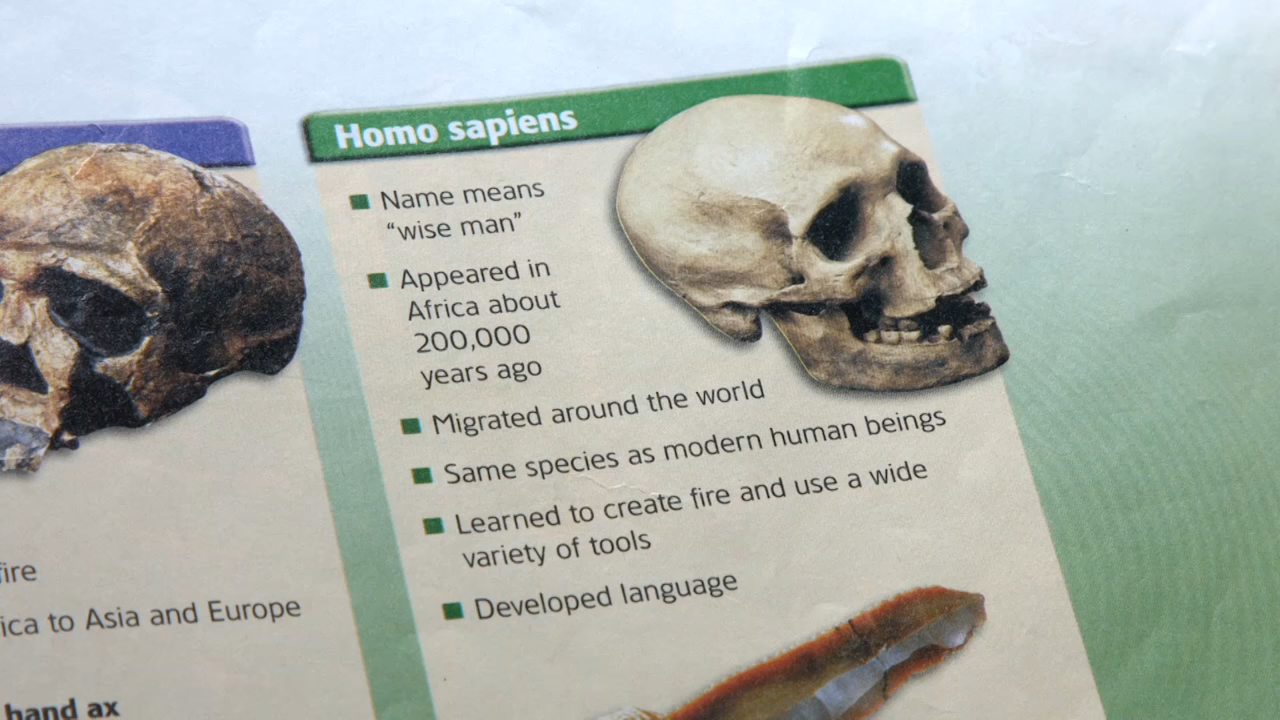 Homo sapiens
Name means
“wise man”
Appeared in
Africa about
200,000
years ago
Migrated around the world
Same species as modern human beings
Learned to create fire and use a wide
variety of tools
Developed language
fire
ica to Asia and Europe
hand ax